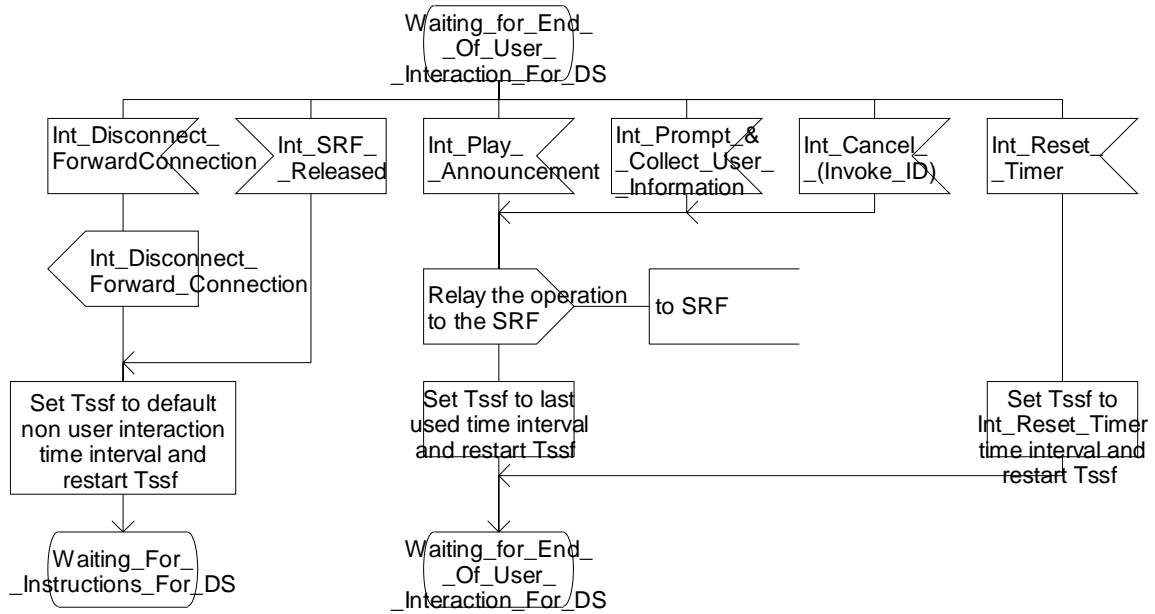 Waiting_for_End_
_Of_User_
_Interaction_For_DS
Int_Disconnect_
ForwardConnection
Int_SRF_
_Released
Int_Play_
_Announcement
Int_Prompt_&
_Collect_User_
_Information
Int_Cancel_
_(Invoke_ID)
Int_Reset_
_Timer
Int_Disconnect_
Forward_Connection
Relay the operation
to the SRF
to SRF
Set Tssf to default
non user interaction
time interval and
restart Tssf
Set Tssf to last
used time interval
and restart Tssf
Set Tssf to
Int_Reset_Timer
time interval and
restart Tssf
Waiting_For_
_Instructions_For_DS
Waiting_for_End_
_Of_User_
_Interaction_For_DS